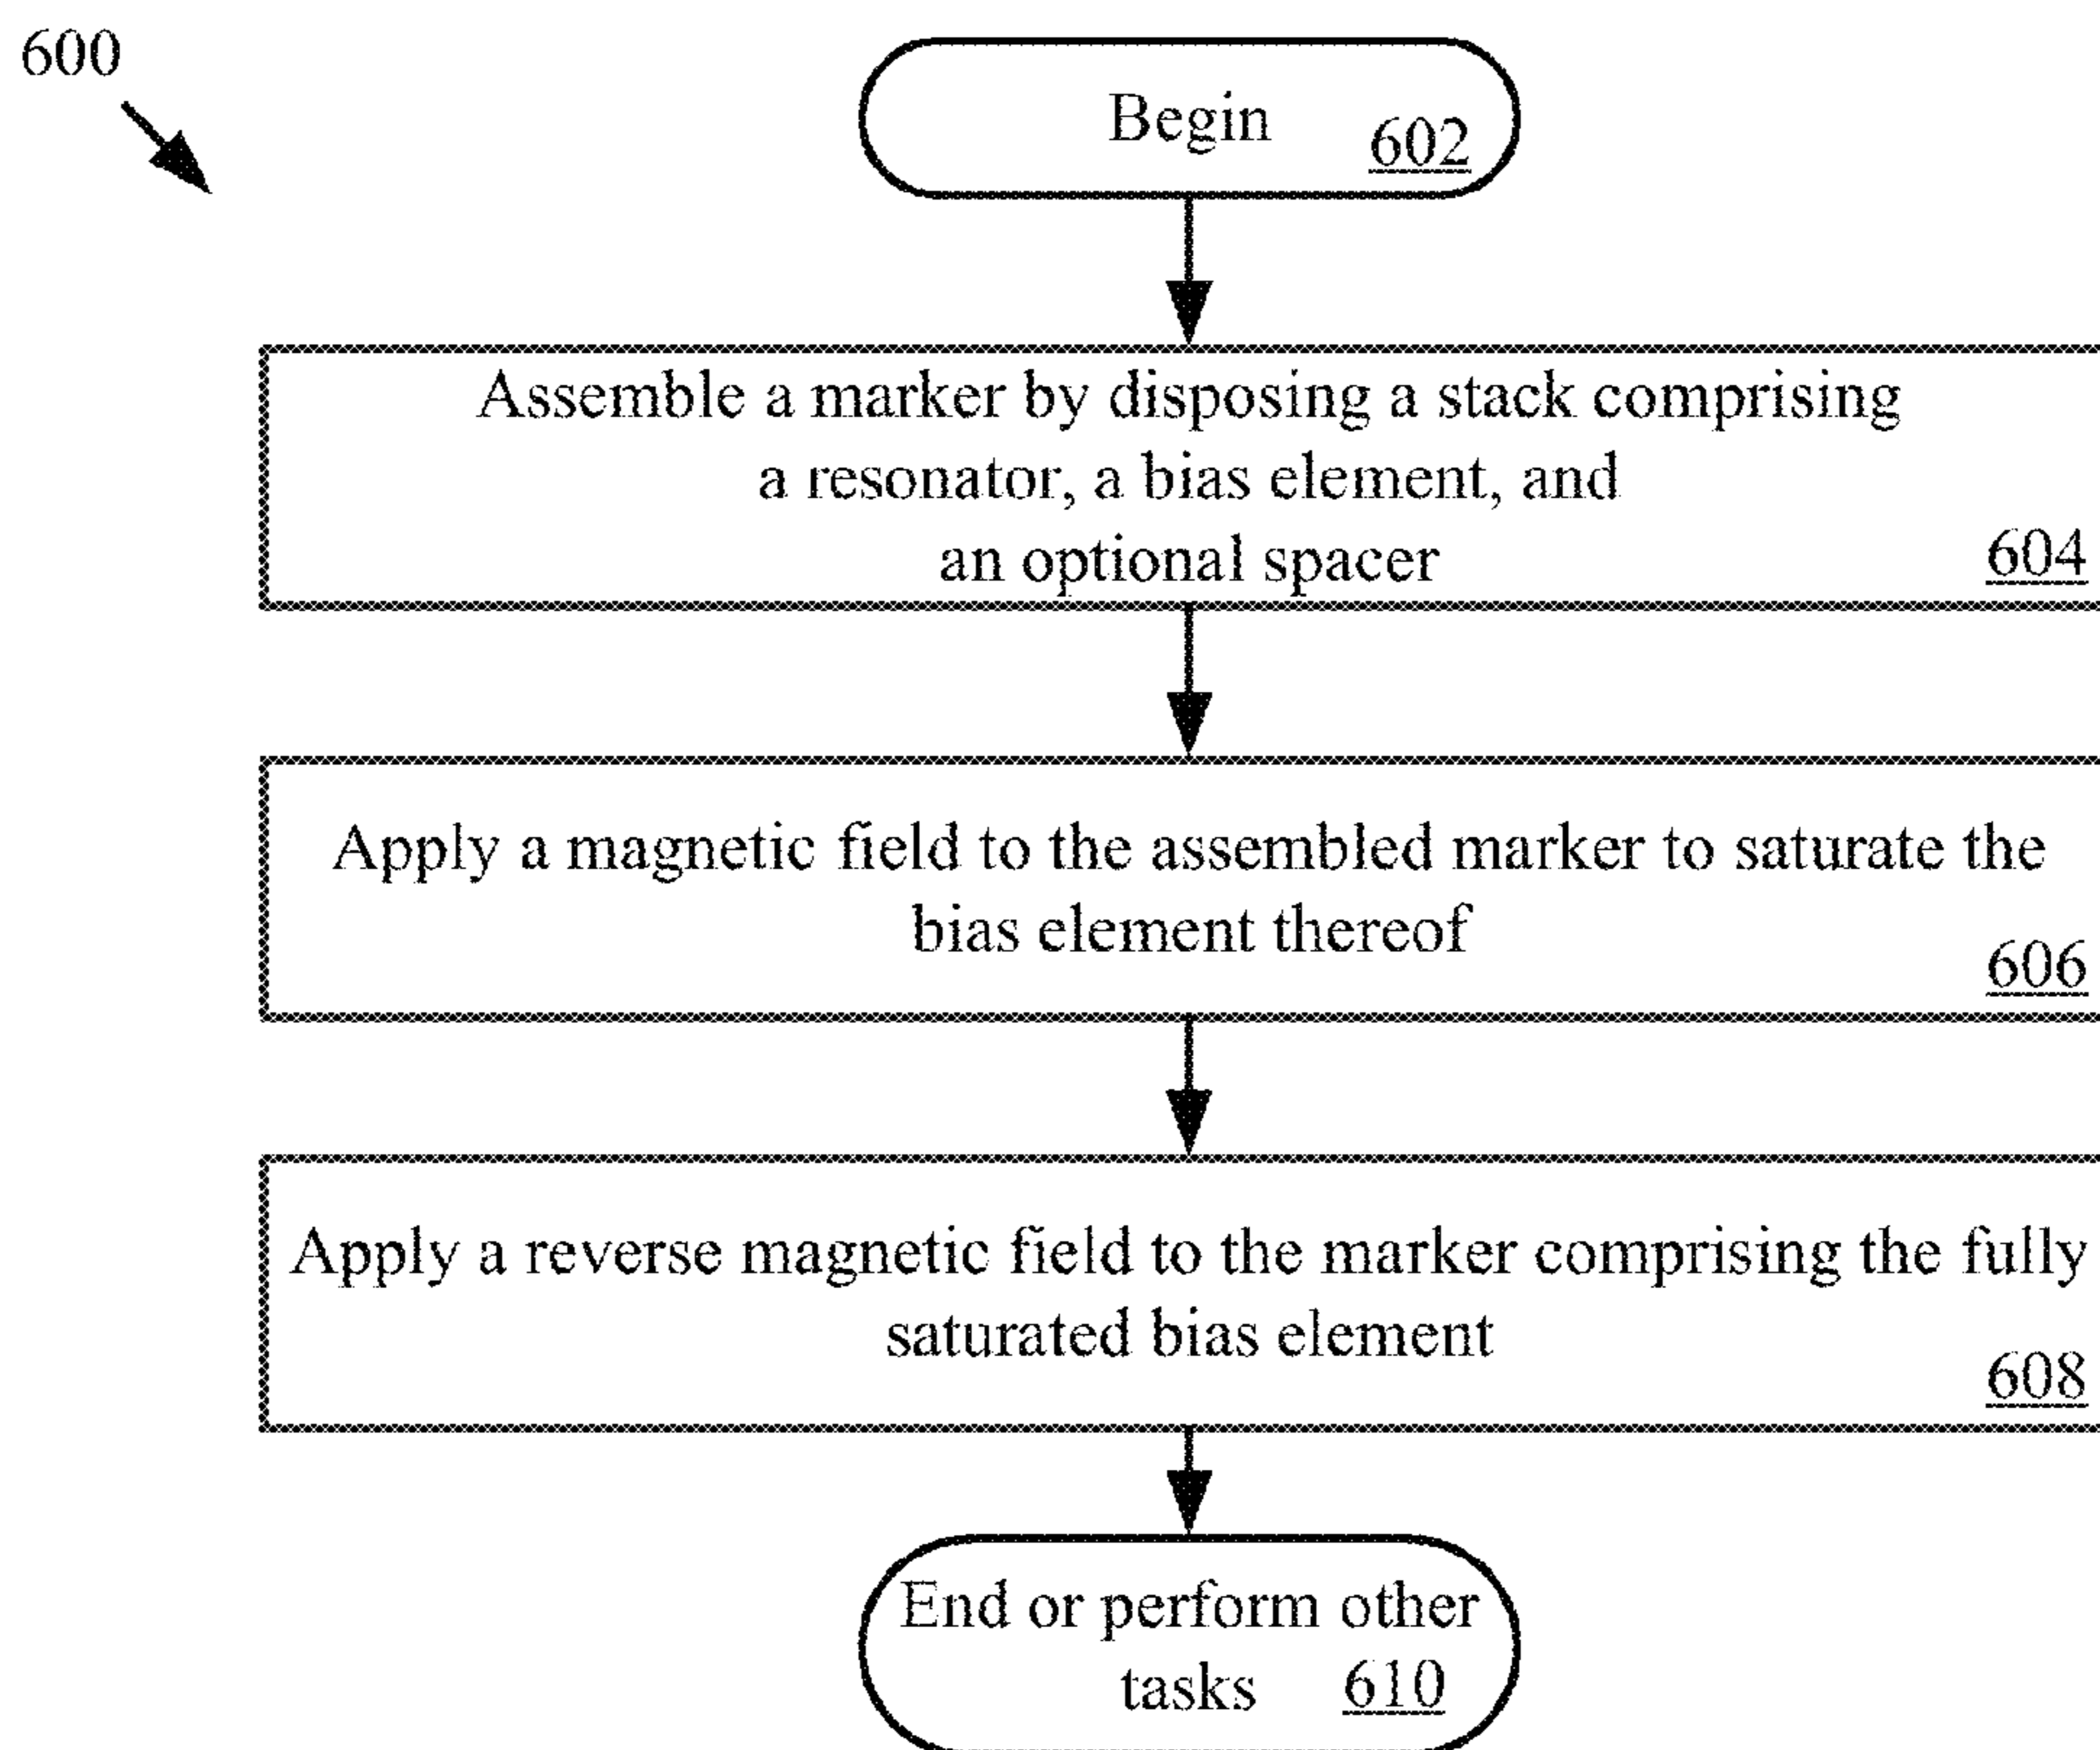 600
Begin 602
Assemble a marker by disposing a stack comprising
a resonator, a bias element, and
an optional spacer
604
Apply a magnetic field to the assembled marker to saturate the
bias element thereof
606
Apply a reverse magnetic field to the marker comprising the fully
saturated bias element
608
End or perform other
tasks 610